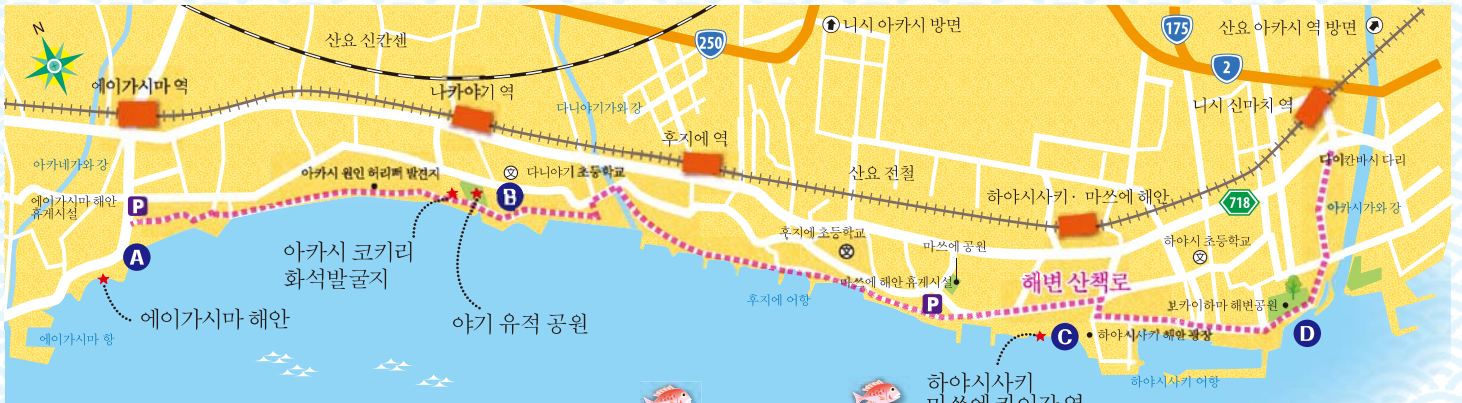 N
산요 신칸센
250
니시 아카시 방면
175
산요 아카시 역 방면
2
에이가시마 역
나카야기 역
다니야기가와 강
니시 신마치 역
후지에 역
아카네가와 강
아카시 원인 허리뼈 발견지
다니야기 초등학교
산요 전철
다이칸바시 다리
에이가시마 해안
휴게시설
P
B
하야시사키 · 마쓰에 해안
718
아카시가와 강
A
아카시 코키리
화석발굴지
후지에 초등학교
마쓰에 공원
하야시 초등학교
마쓰에 해안 휴게시설
해변 산책로
에이가시마 해안
야기 유적 공원
후지에 어항
P
보카이하마 해변공원
에이가시마 항
C
하야시사키 해안 광장
D
하야시사키
하야시사키 어항